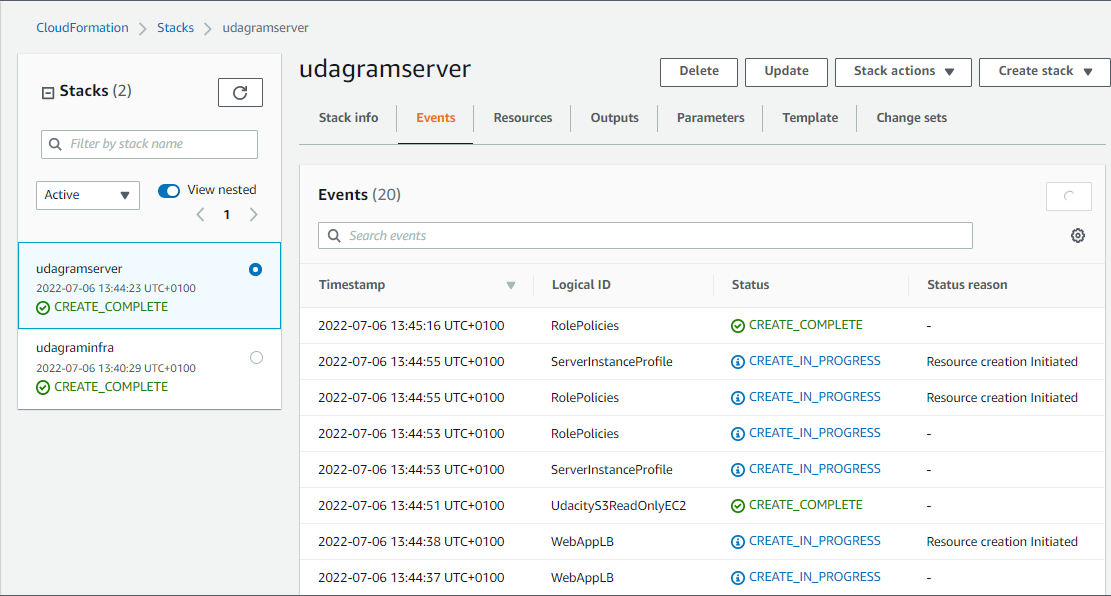 CloudFormation Stacks udagramserver
Stacks (2)
Filter by stack name
Active View nested
1
udagramserver
2022-07-06 13:44:23 UTC+0100
CREATE_COMPLETE
udagraminfra
2022-07-06 13:40:29 UTC+0100
CREATE_COMPLETE
udagramserver
Delete Update Stack actions Create stack
Stack info Events Resources Outputs Parameters Template Change sets
Events (20)
Search events
Timestamp Logical ID Status Status reason
2022-07-06 13:45:16 UTC+0100 RolePolicies CREATE_COMPLETE -
2022-07-06 13:44:55 UTC+0100 ServerInstanceProfile CREATE_IN_PROGRESS Resource creation Initiated
2022-07-06 13:44:55 UTC+0100 RolePolicies CREATE_IN_PROGRESS Resource creation Initiated
2022-07-06 13:44:53 UTC+0100 RolePolicies CREATE_IN_PROGRESS -
2022-07-06 13:44:53 UTC+0100 ServerInstanceProfile CREATE_IN_PROGRESS -
2022-07-06 13:44:51 UTC+0100 UdacityS3ReadOnlyEC2 CREATE_COMPLETE -
2022-07-06 13:44:38 UTC+0100 WebAppLB CREATE_IN_PROGRESS Resource creation Initiated
2022-07-06 13:44:37 UTC+0100 WebAppLB CREATE_IN_PROGRESS -